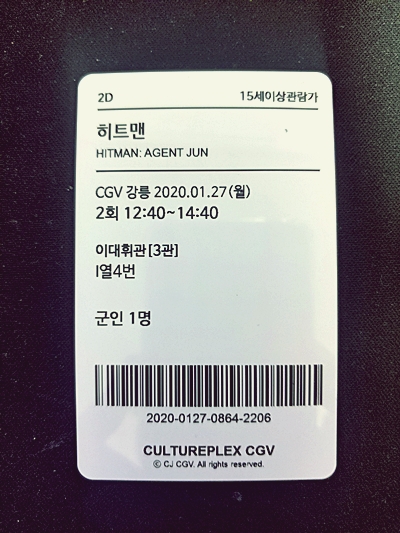 2D 15세이상관람가
히트맨
HITMAN: AGENT JUN
CGV 강릉 2020.01.27(월)
2회 12:40~14:40
이대휘관[3관]
I열4번
군인 1명
2020-0127-0864-2206
CULTUREPLEX CGV
ⓒ CJ CGV. All rights reserved.